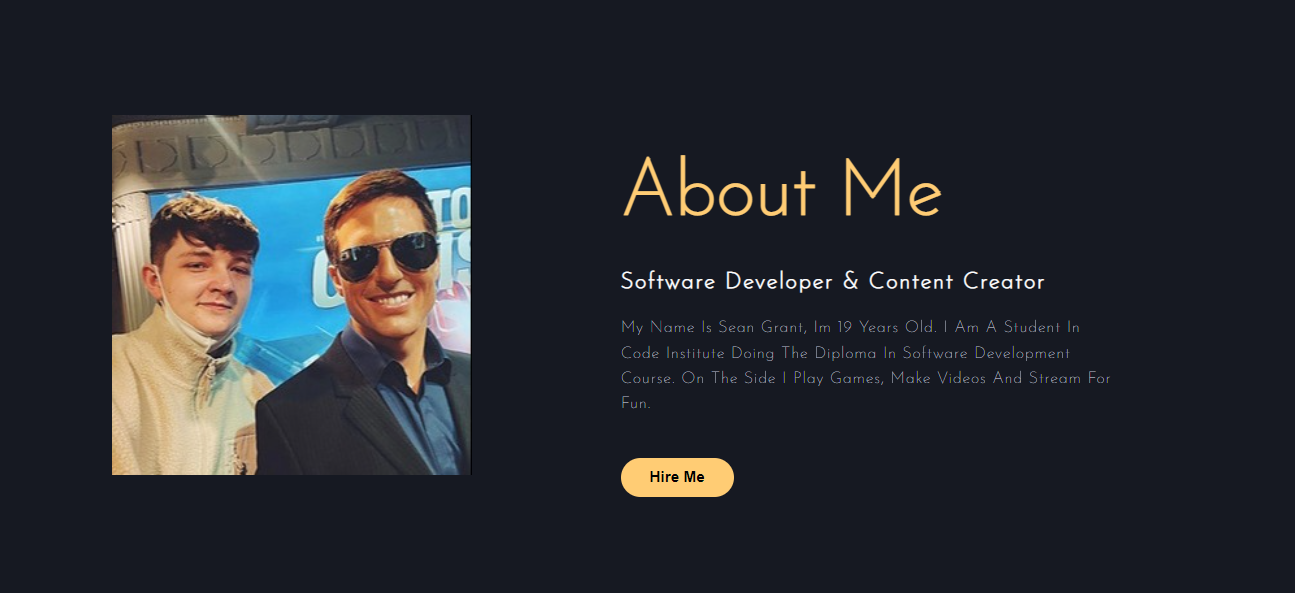 TO
About Me
Software Developer & Content Creator
My Name Is Sean Grant, Im 19 Years Old. I Am A Student In
Code Institute Doing The Diploma In Software Development
Course. On The Side I Play Games, Make Videos And Stream For
Fun.
Hire Me